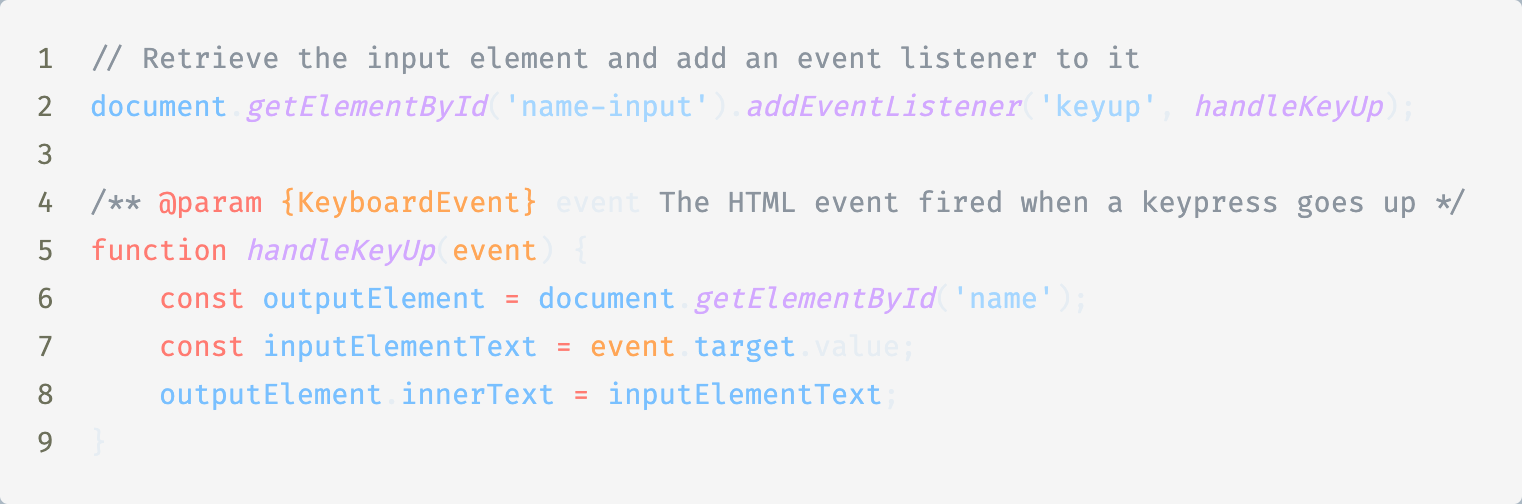 1 // Retrieve the input element and add an event listener to it
2 document.getElementById('name-input').addEventListener('keyup', handleKeyUp);
3
4 /** @param {KeyboardEvent} event The HTML event fired when a keypress goes up */
5 function handleKeyUp(event) {
6     const outputElement = document.getElementById('name');
7     const inputElementText = event.target.value;
8     outputElement.innerText = inputElementText;
9 }